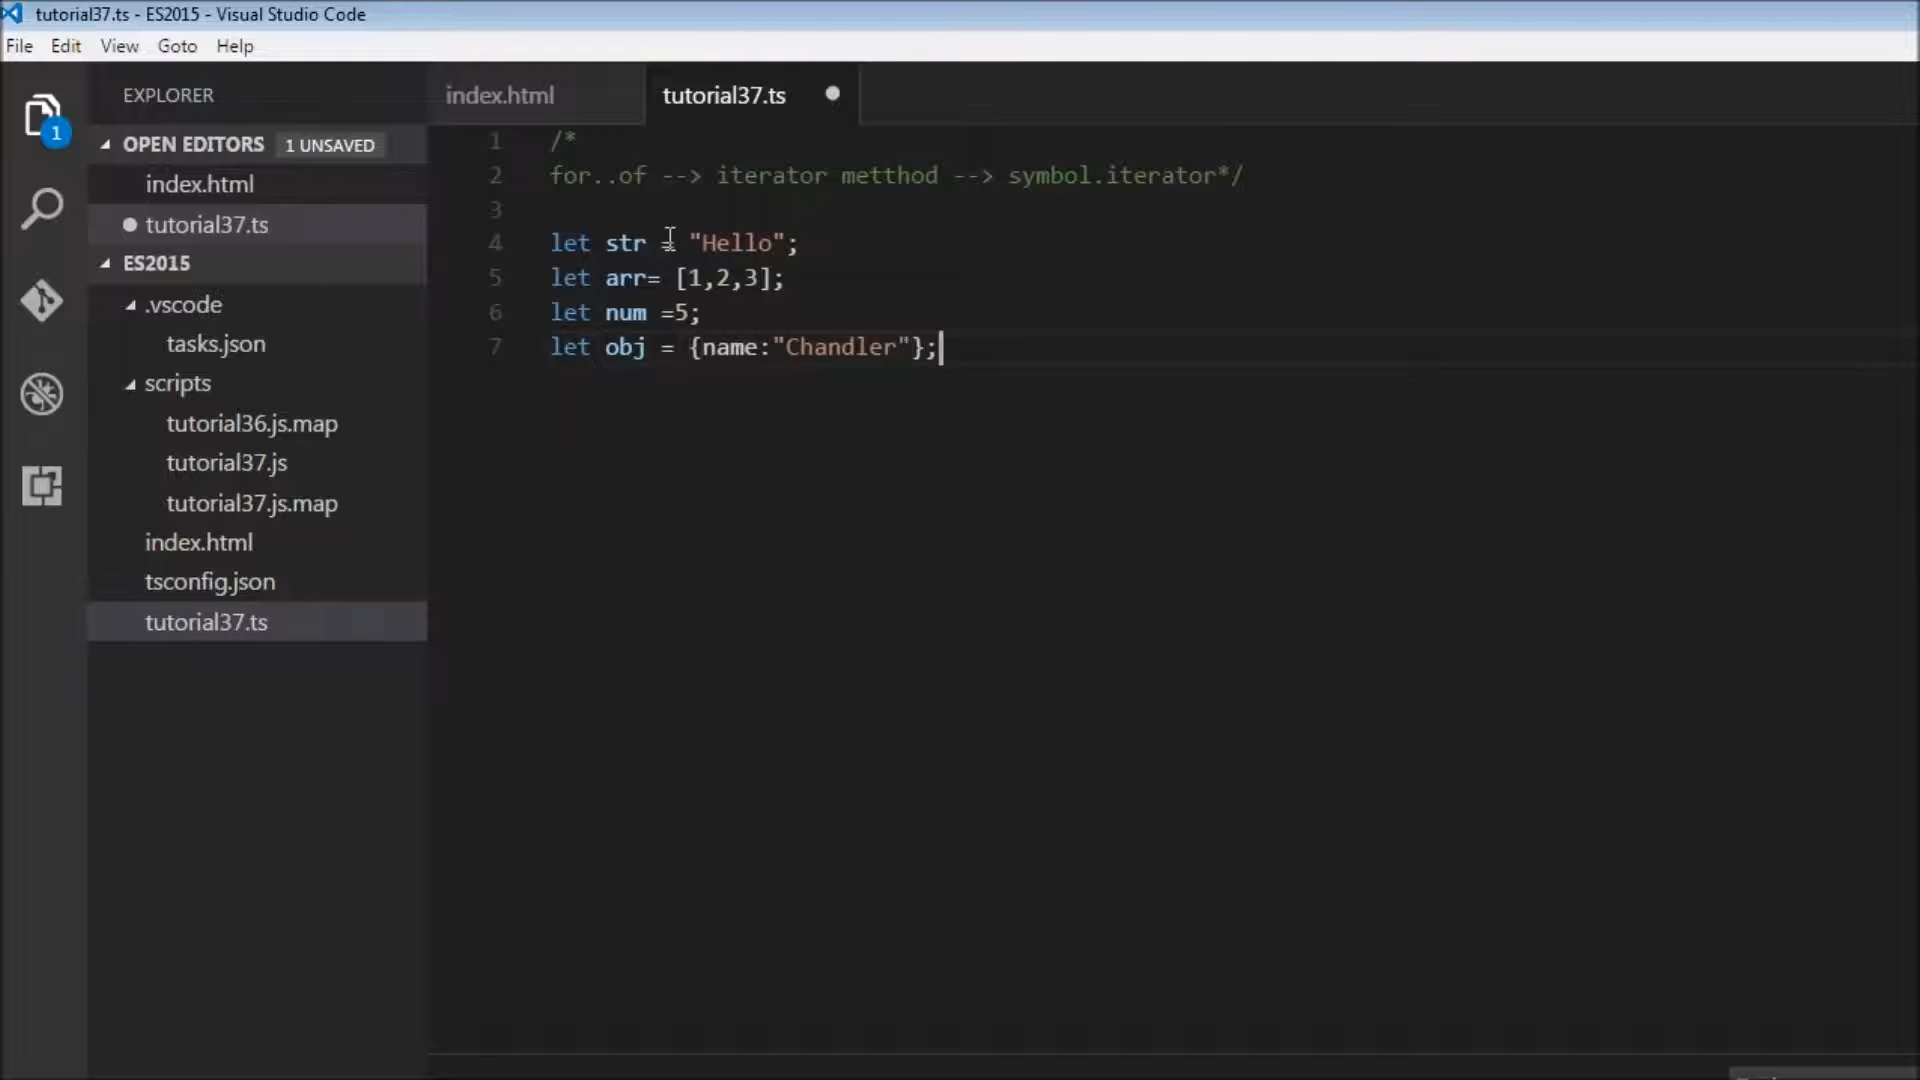 tutorial37.ts - ES2015 - Visual Studio Code
File Edit View Goto Help
EXPLORER
index.html
tutorial37.ts
OPEN EDITORS 1 UNSAVED
index.html
tutorial37.ts
ES2015
.vscode
tasks.json
scripts
tutorial36.js.map
tutorial37.js
tutorial37.js.map
index.html
tsconfig.json
tutorial37.ts
1
1 /*
2 for..of --> iterator metthod --> symbol.iterator*/
3
4 let str = "Hello";
5 let arr= [1,2,3];
6 let num =5;
7 let obj = {name:"Chandler"};